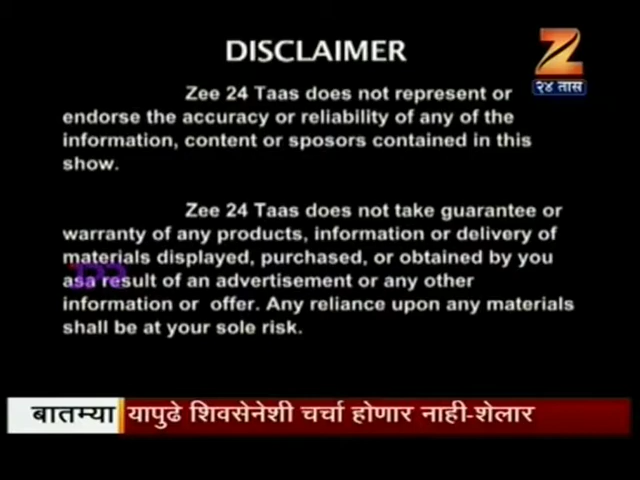 DISCLAIMER
Z
२४ तास
Zee 24 Taas does not represent or
endorse the accuracy or reliability of any of the
information, content or sposors contained in this
show.
Zee 24 Taas does not take guarantee or
warranty of any products, information or delivery of
materials displayed, purchased, or obtained by you
asa result of an advertisement or any other
information or offer. Any reliance upon any materials
shall be at your sole risk.
बातम्या यापुढे शिवसेनेशी चर्चा होणार नाही-शेलार